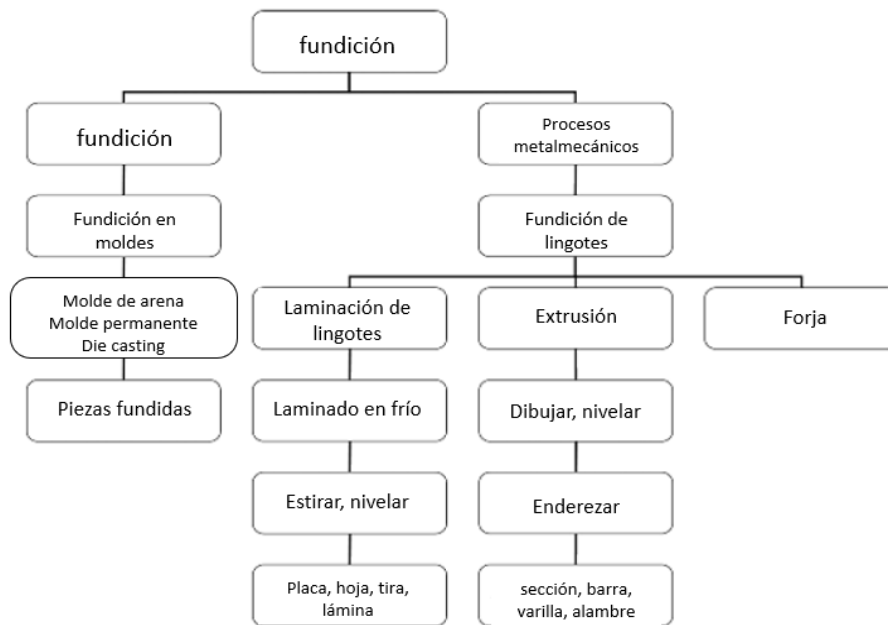 fundición
fundición
Procesos
metalmecánicos
Fundición en
moldes
Fundición de
lingotes
Molde de arena
Molde permanente
Die casting
Laminación de
lingotes
Extrusión
Forja
Piezas fundidas
Laminado en frío
Dibujar, nivelar
Estirar, nivelar
Enderezar
Placa, hoja, tira,
lámina
sección, barra,
varilla, alambre